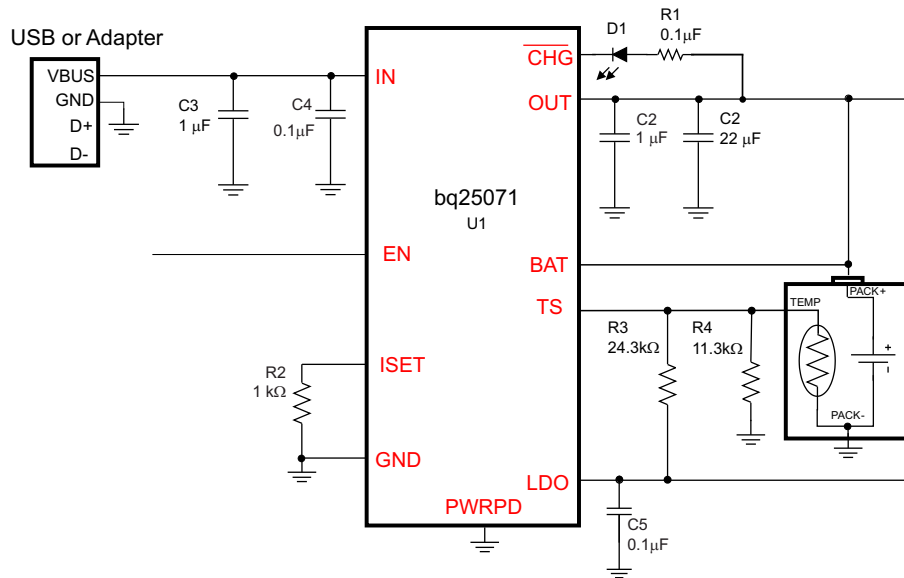 USB or Adapter
VBUS
GND
D+
D-
C3
1 μF
C4
0.1μF
IN
EN
ISET
GND
R2
1 kΩ
bq25071
U1
PWRPD
CHG
OUT
BAT
TS
LDO
D1
R1
0.1μF
C2
1 μF
C2
22 μF
R3
24.3kΩ
R4
11.3kΩ
C5
0.1μF
TEMP
PACK+
+
-
PACK-